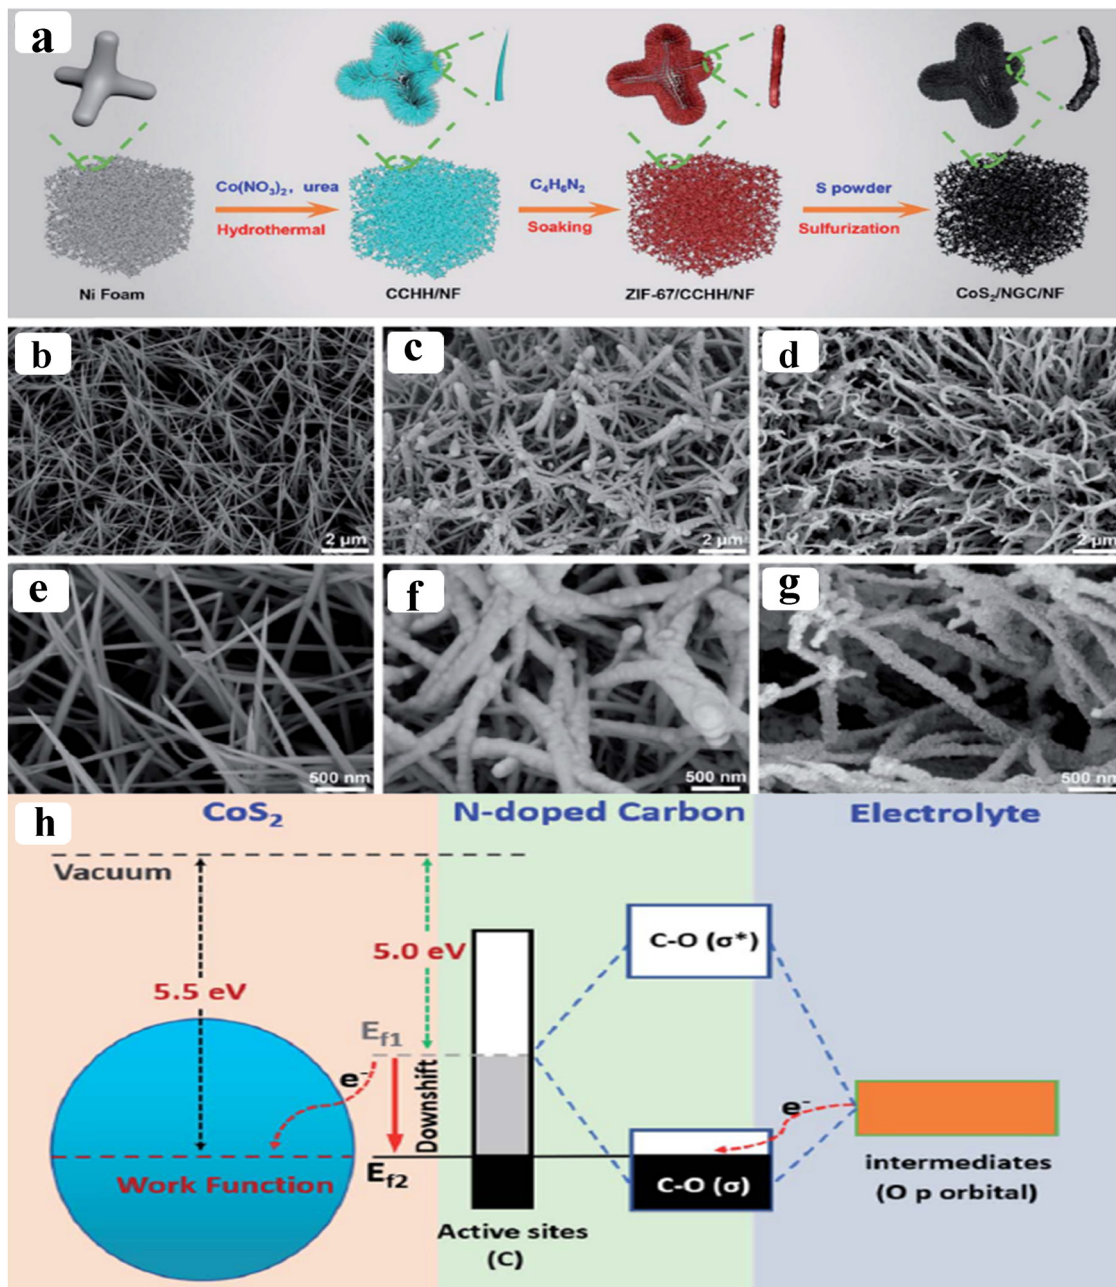 a
Co(NO₃)₂, urea
Hydrothermal
C₄H₆N₂
Soaking
S powder
Sulfurization
Ni Foam
CCHH/NF
ZIF-67/CCHH/NF
CoS₂/NGC/NF
b
2 μm
c
2 μm
d
2 μm
e
500 nm
f
500 nm
g
500 nm
h
CoS₂
N-doped Carbon
Electrolyte
Vacuum
5.5 eV
5.0 eV
E_f1
e⁻
Downshift
E_f2
Work Function
Active sites
(C)
C-O (σ*)
C-O (σ)
e⁻
intermediates
(O p orbital)